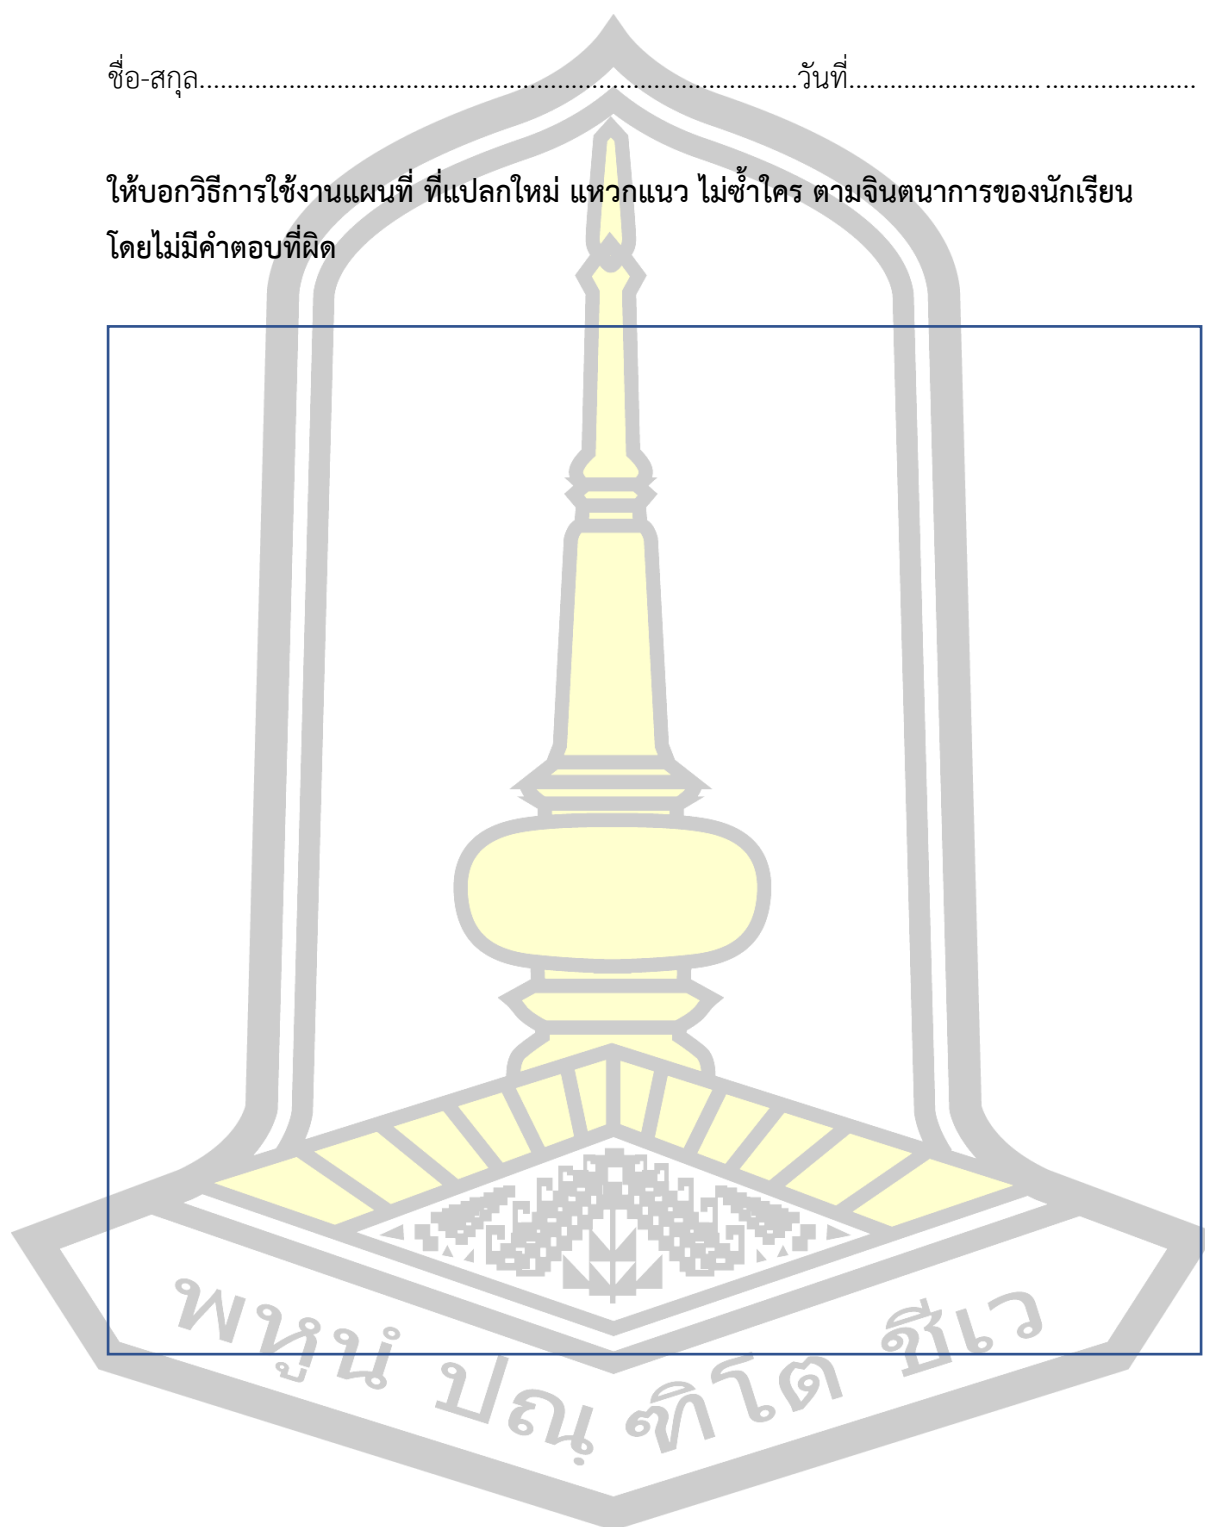 ชื่อ-สกุล.......................................................................................วันที่............................ ......................
ให้บอกวิธีการใช้งานแผนที่ ที่แปลกใหม่ แหวกแนว ไม่ซ้ำใคร ตามจินตนาการของนักเรียน
โดยไม่มีคำตอบที่ผิด
พหูนํ ปณฺฑิโต ชีเว